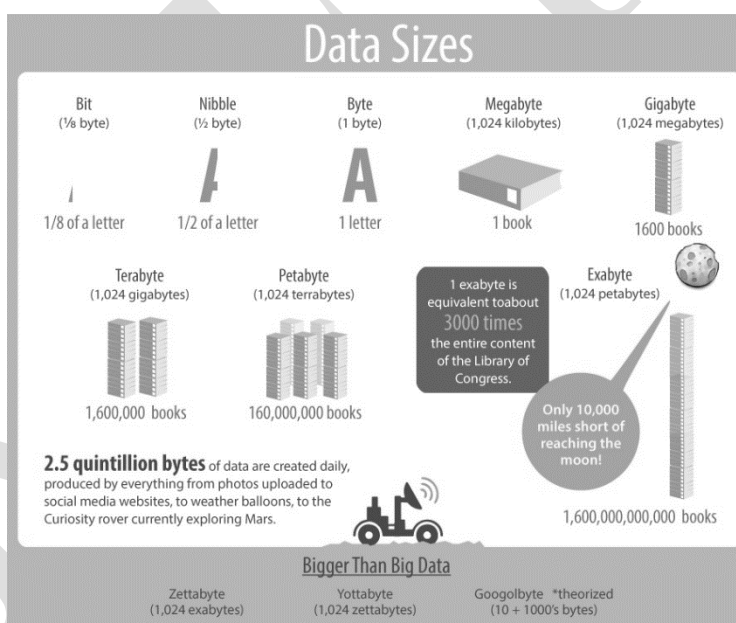 Data Sizes
Bit
(⅛ byte)
1/8 of a letter
Nibble
(½ byte)
1/2 of a letter
Byte
(1 byte)
A
1 letter
Megabyte
(1,024 kilobytes)
1 book
Gigabyte
(1,024 megabytes)
1600 books
Terabyte
(1,024 gigabytes)
1,600,000 books
Petabyte
(1,024 terrabytes)
160,000,000 books
1 exabyte is
equivalent toabout
3000 times
the entire content
of the Library of
Congress.
Exabyte
(1,024 petabytes)
Only 10,000
miles short of
reaching the
moon!
1,600,000,000,000 books
2.5 quintillion bytes of data are created daily,
produced by everything from photos uploaded to
social media websites, to weather balloons, to the
Curiosity rover currently exploring Mars.
Bigger Than Big Data
Zettabyte
(1,024 exabytes)
Yottabyte
(1,024 zettabytes)
Googolbyte *theorized
(10 + 1000's bytes)